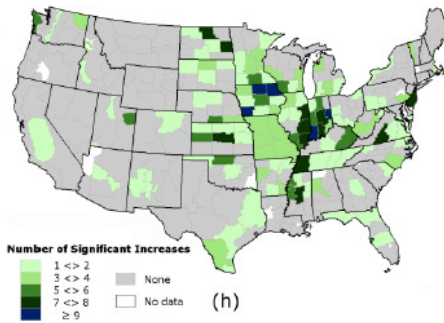 Number of Significant Increases
1 <> 2
3 <> 4
5 <> 6
7 <> 8
≥ 9
None
No data
(h)